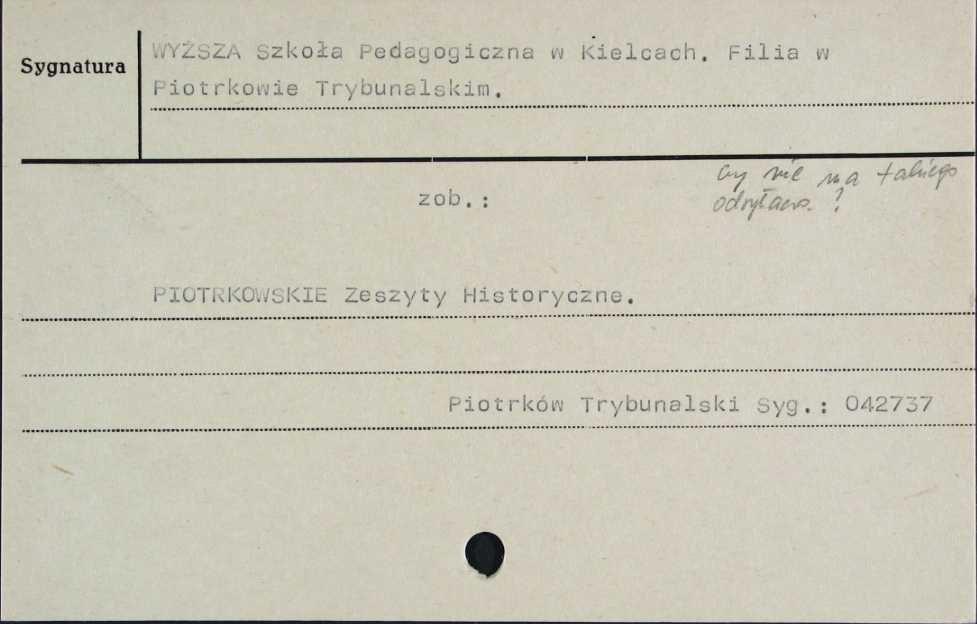 Sygnatura
WYŻSZA Szkoła Pedagogiczna w Kielcach. Filia w
Piotrkowie Trybunalskim.
zob.:
czy nie ma takiego
odsyłacza ?
PIOTRKOWSKIE Zeszyty Historyczne.
Piotrków Trybunalski Syg.: 042737